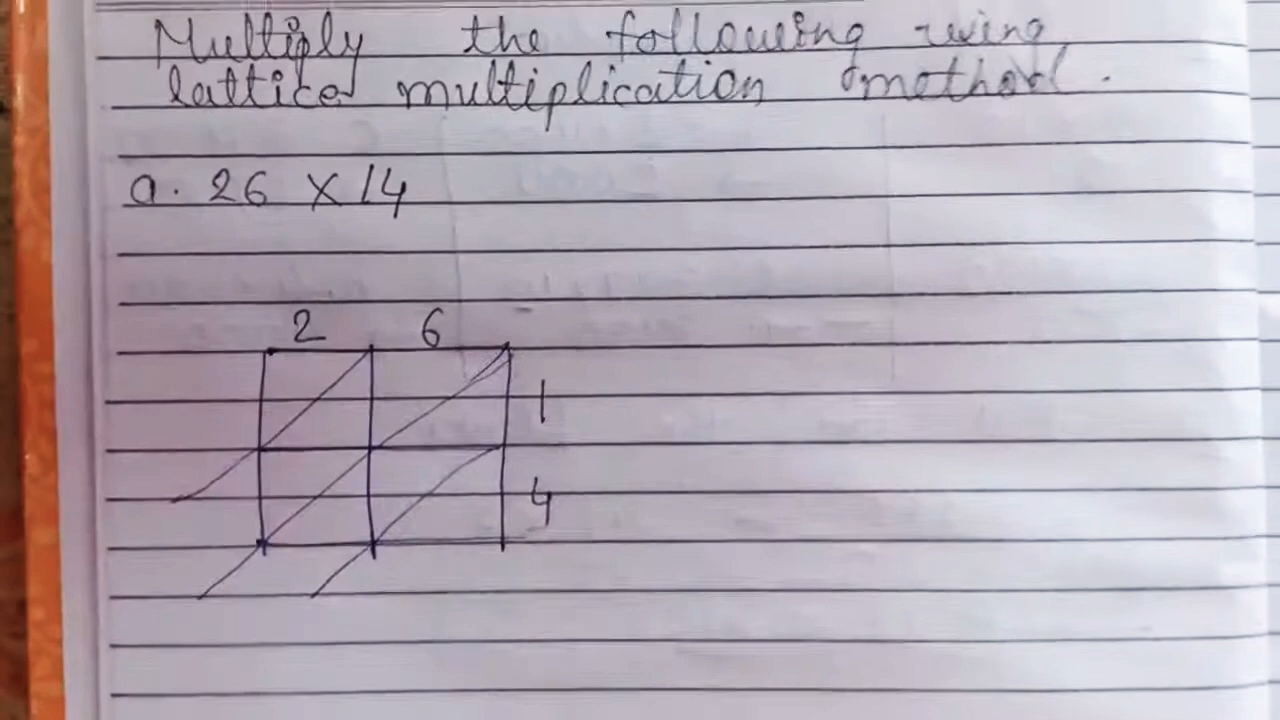 Multiply the following using
lattice multiplication method.
a. 26 × 14
2 6
1
4